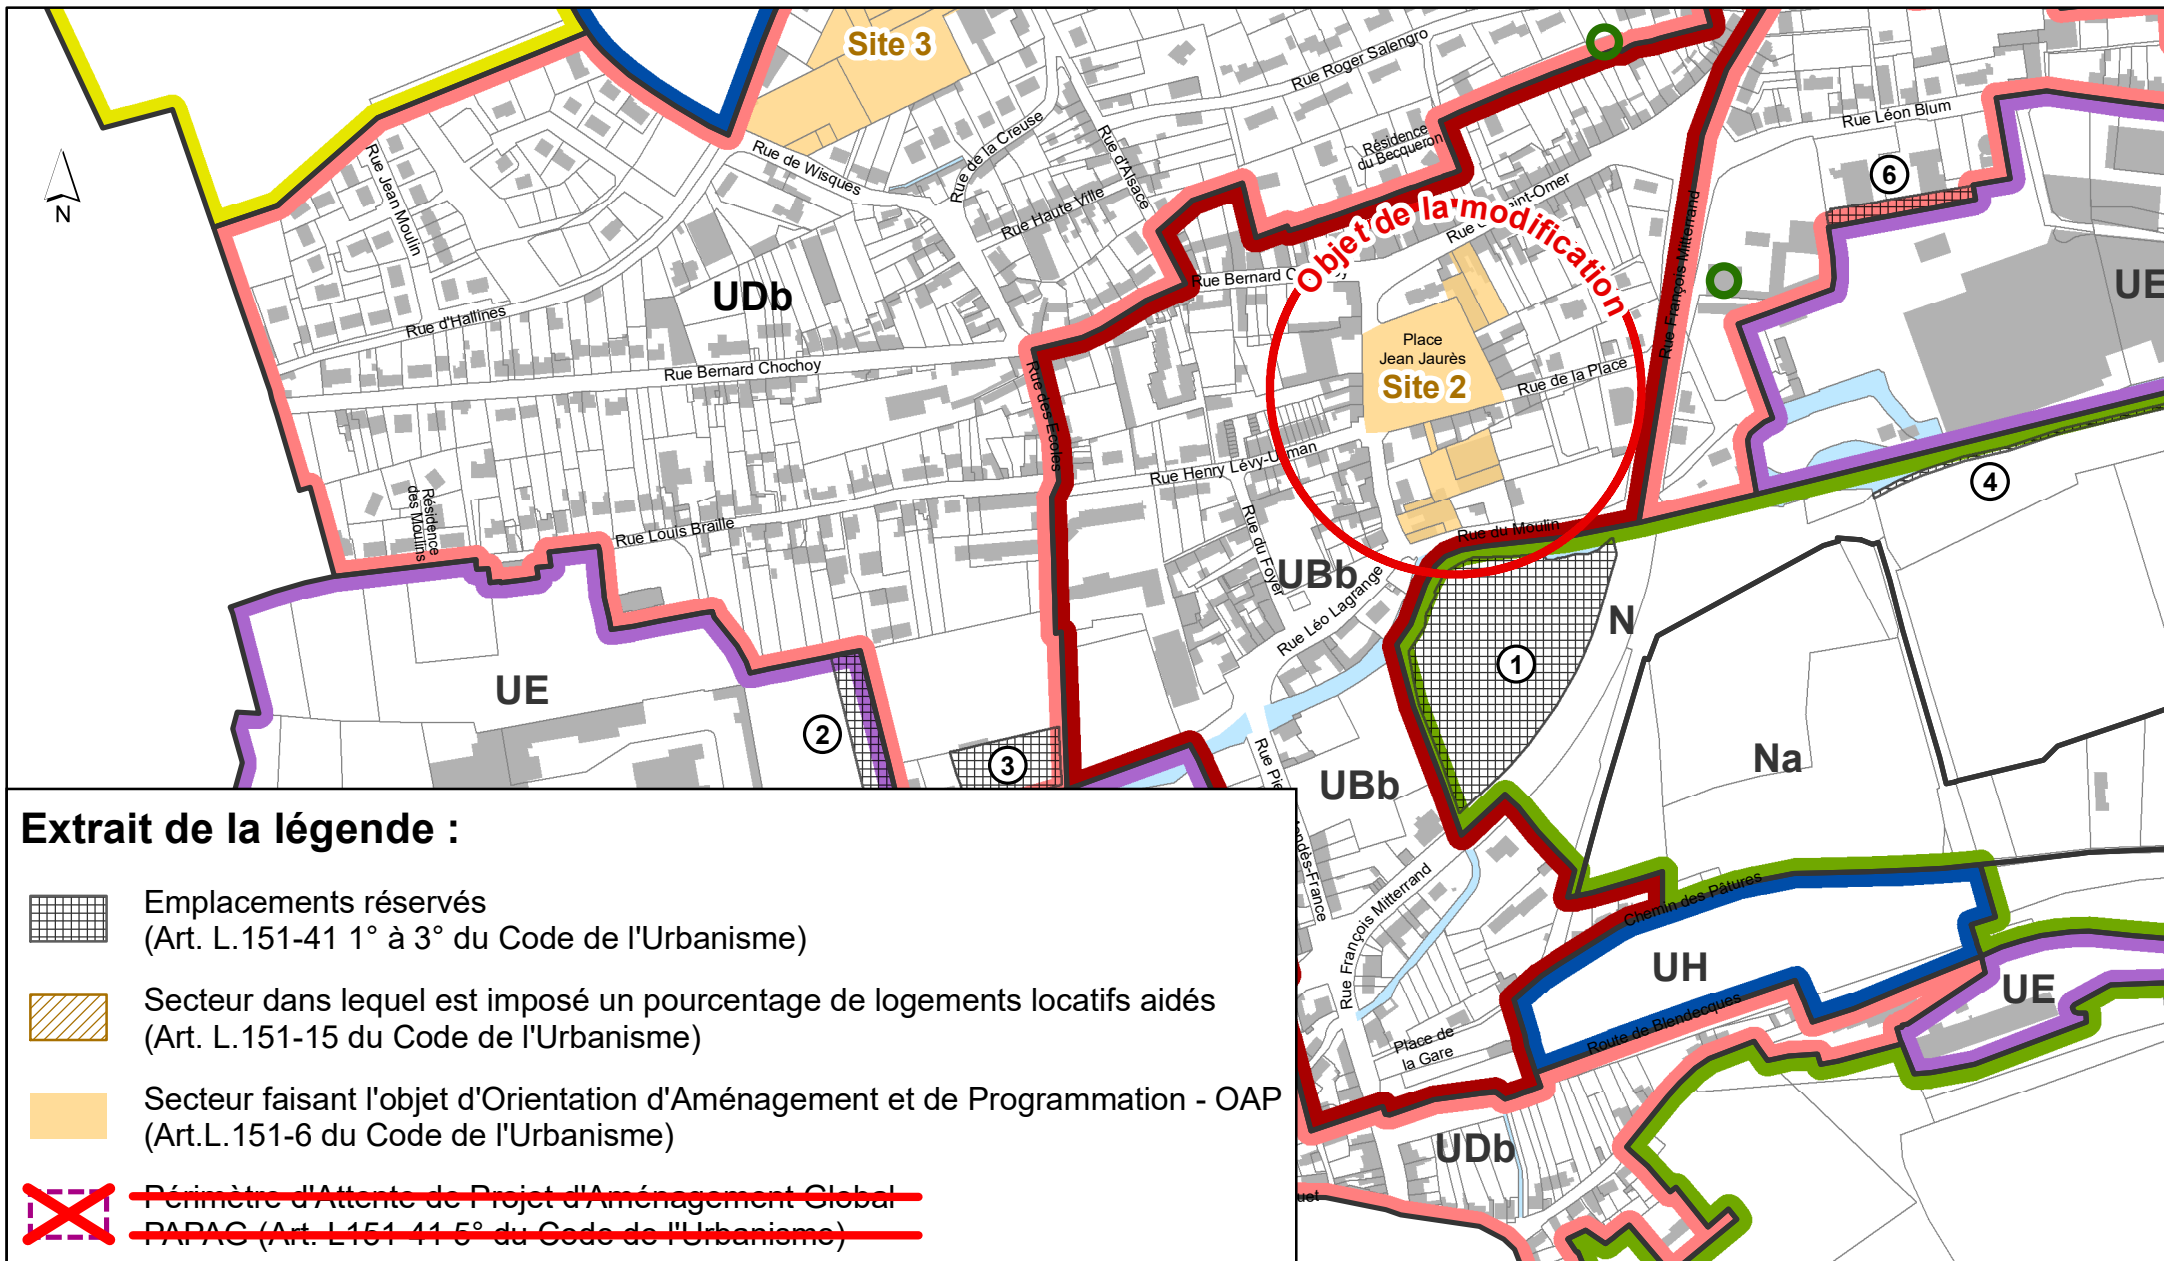 Site 3
Rue Roger Salengro
Rue Léon Blum
Résidence
du Becqueron
Rue de la Creuse
Rue d'Alsace
Rue de Wisques
Rue Jean Moulin
Rue Haute Ville
6
N
Objet de la modification
Rue François Mitterrand
UDb
UE
Rue d'Hallines
Rue Bernard Chochoy
Place
Jean Jaurès
Site 2
Rue de la Place
Rue des Ecoles
Rue Henry Lévy-Ullman
4
Résidence
des Moulins
Rue Louis Braille
Rue du Moulin
Rue du Foyer
UBb
Rue Léo Lagrange
N
1
UE
2
3
Na
UBb
Rue François Mitterrand
Chemin des Pâtures
UH
UE
Route de Blendecques
Place de
la Gare
UDb
Extrait de la légende :
Emplacements réservés
(Art. L.151-41 1° à 3° du Code de l'Urbanisme)
Secteur dans lequel est imposé un pourcentage de logements locatifs aidés
(Art. L.151-15 du Code de l'Urbanisme)
Secteur faisant l'objet d'Orientation d'Aménagement et de Programmation - OAP
(Art.L.151-6 du Code de l'Urbanisme)
Périmètre d'Attente de Projet d'Aménagement Global
PAPAG (Art. L151-41 5° du Code de l'Urbanisme)